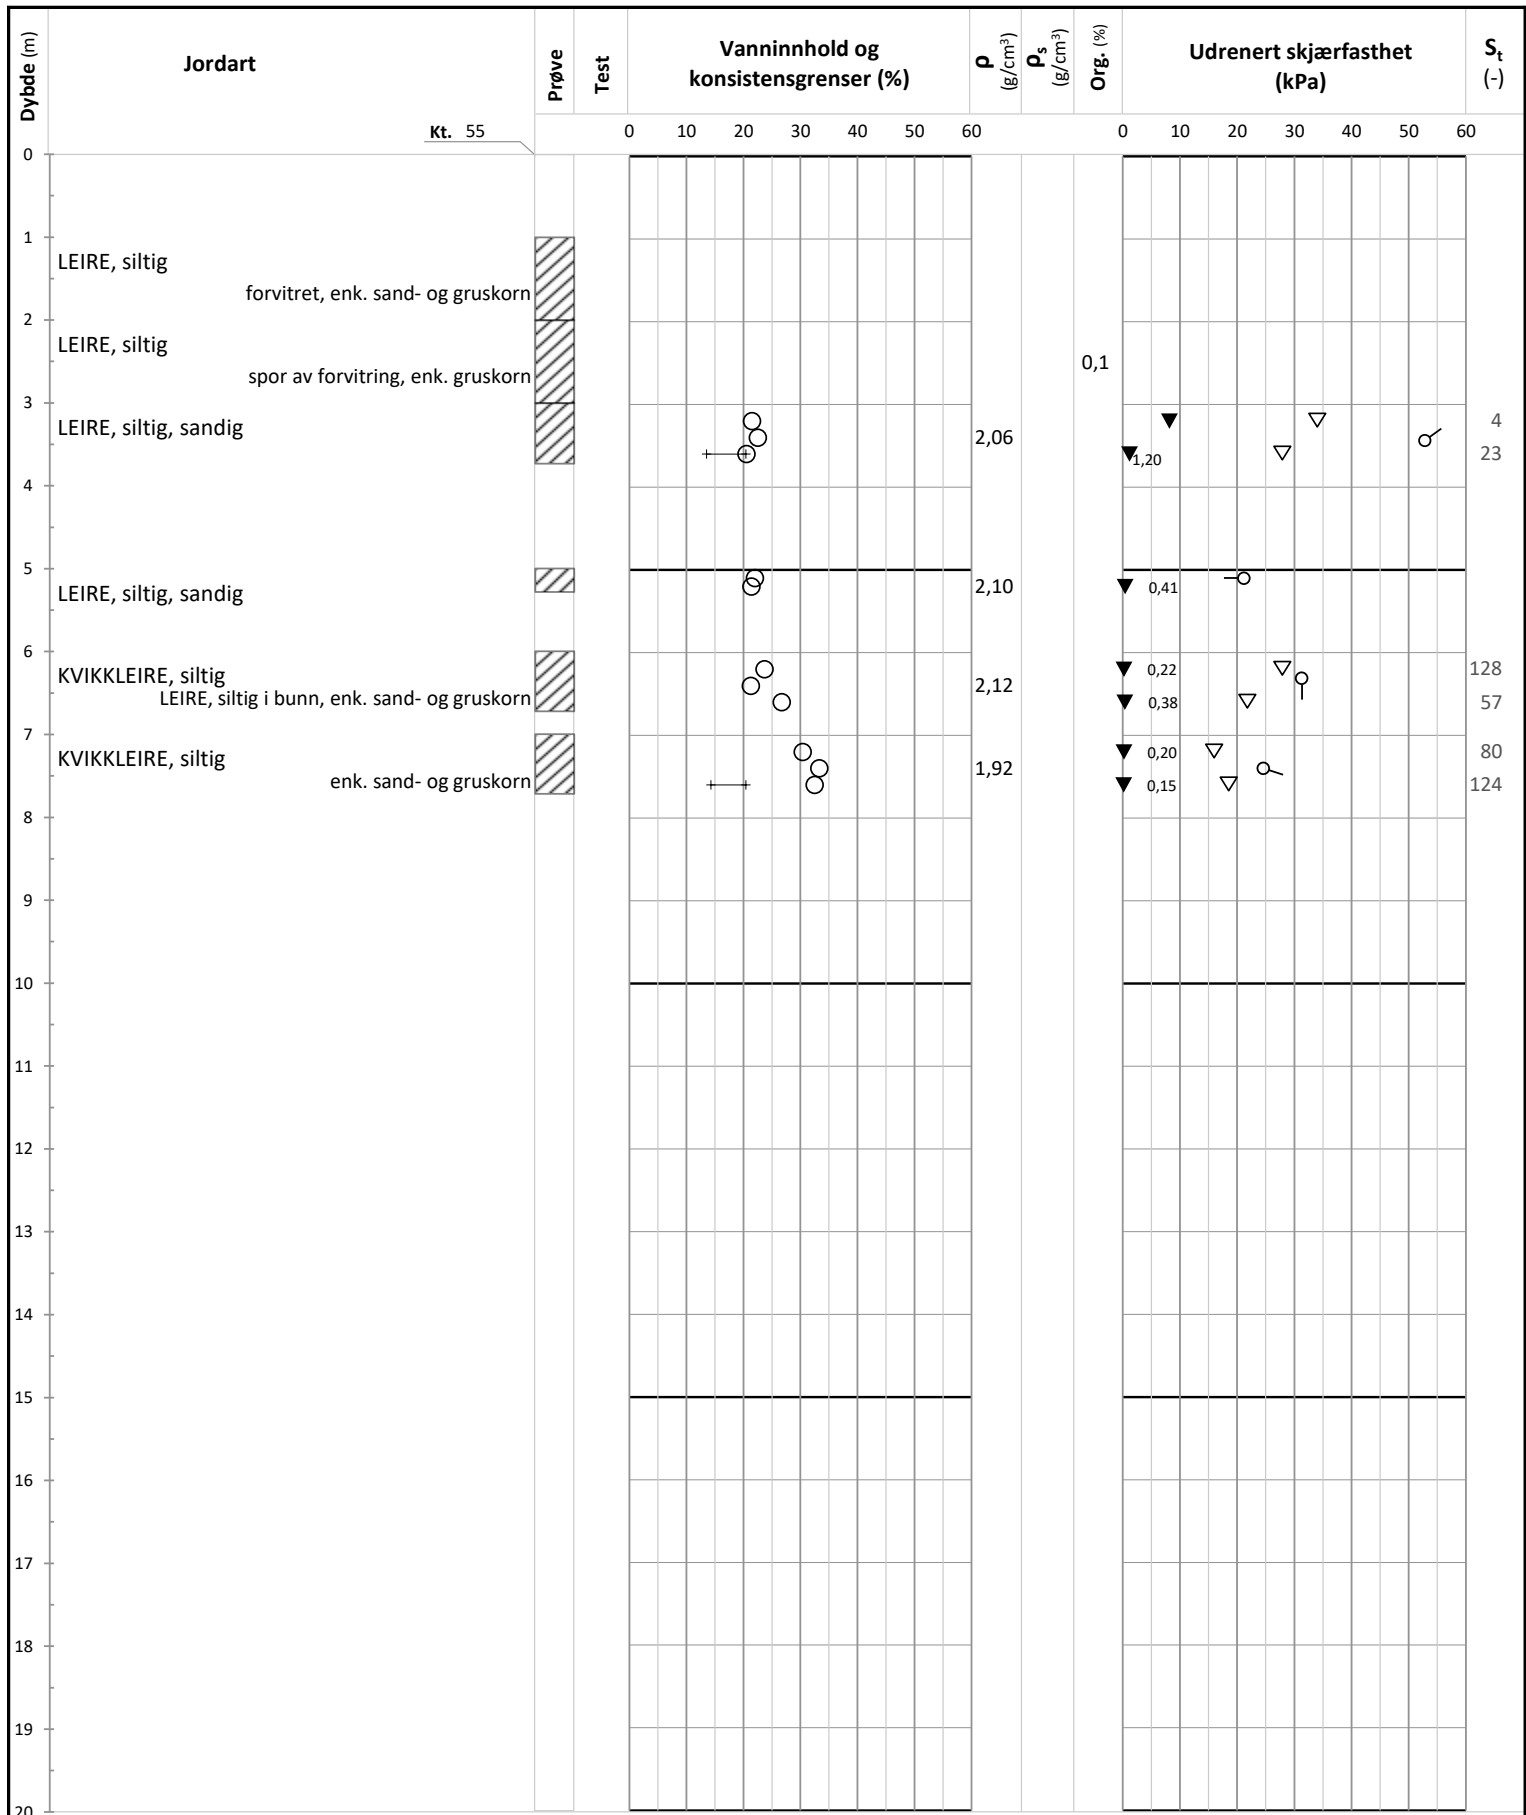 Dybde (m)
Jordart
Prøve
Test
Vanninnhold og
konsistensgrenser (%)
ρ
(g/cm³)
ρs
(g/cm³)
Org. (%)
Udrenert skjærfasthet
(kPa)
St
(-)
Kt. 55
0 10 20 30 40 50 60
0 10 20 30 40 50 60
0
1
LEIRE, siltig
forvitret, enk. sand- og gruskorn
2
LEIRE, siltig
0,1
spor av forvitring, enk. gruskorn
3
4
LEIRE, siltig, sandig
2,06
23
1,20
4
5
LEIRE, siltig, sandig
2,10
0,41
6
KVIKKLEIRE, siltig
0,22
128
2,12
LEIRE, siltig i bunn, enk. sand- og gruskorn
0,38
57
7
KVIKKLEIRE, siltig
0,20
80
1,92
enk. sand- og gruskorn
0,15
124
8
9
10
11
12
13
14
15
16
17
18
19
20